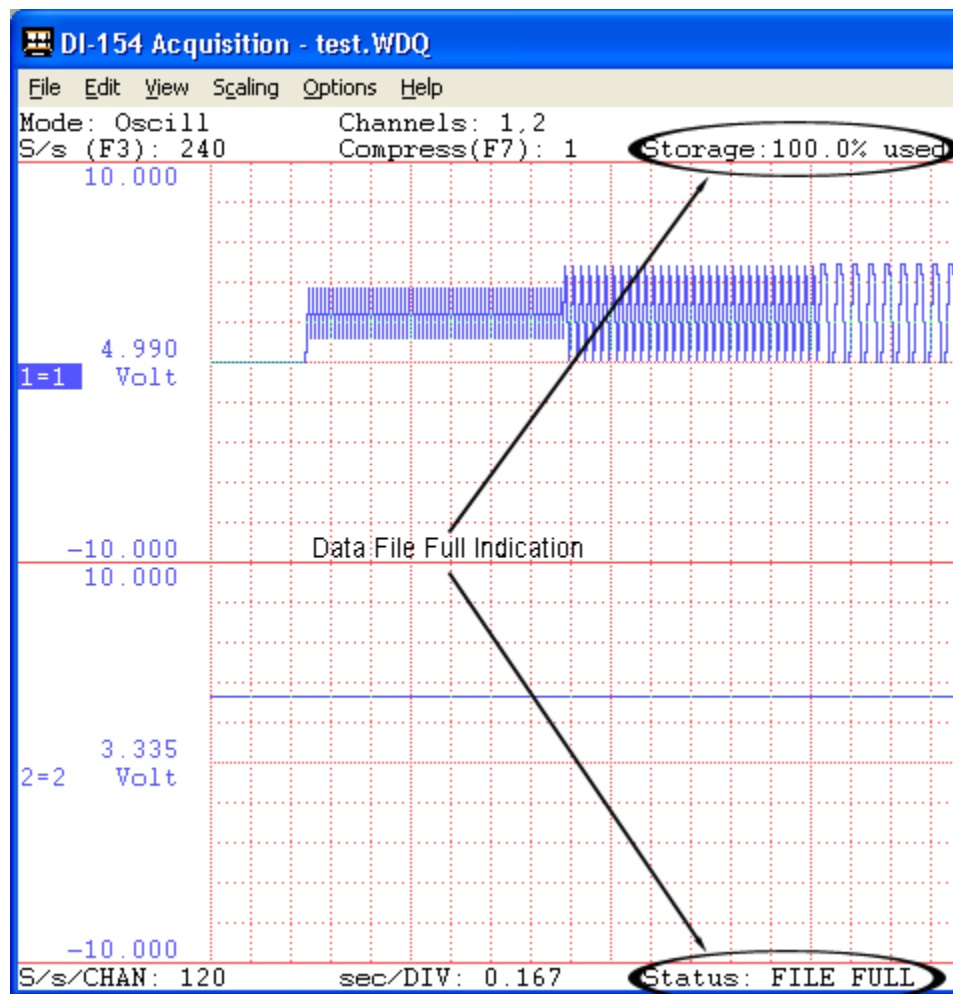 DI-154 Acquisition - test.WDQ
File Edit View Scaling Options Help
Mode: Oscill Channels: 1,2
S/s (F3): 240 Compress(F7): 1 Storage:100.0% used
10.000
4.990
1=1 Volt
-10.000
Data File Full Indication
10.000
3.335
2=2 Volt
-10.000
S/s/CHAN: 120 sec/DIV: 0.167 Status: FILE FULL